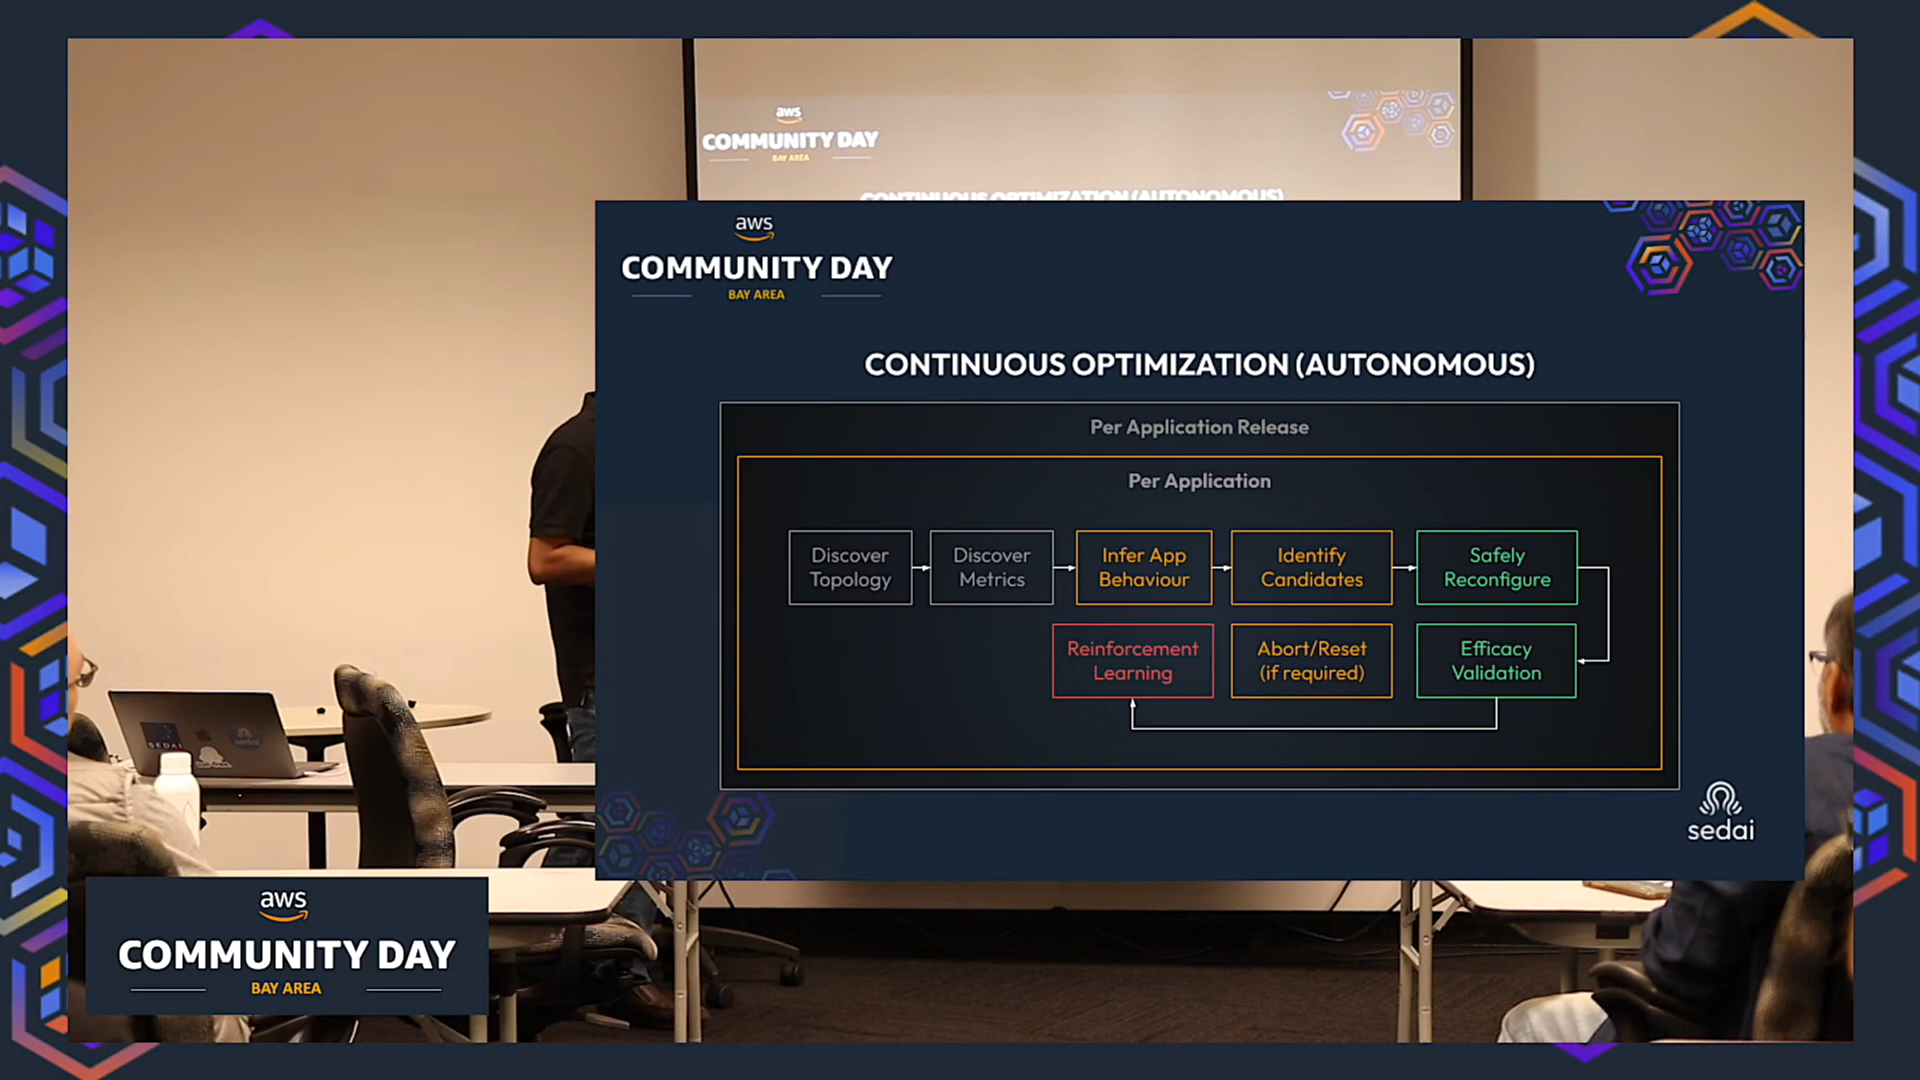 aws
COMMUNITY DAY
BAY AREA
CONTINUOUS OPTIMIZATION (AUTONOMOUS)
aws
COMMUNITY DAY
BAY AREA
CONTINUOUS OPTIMIZATION (AUTONOMOUS)
Per Application Release
Per Application
Discover
Topology
Discover
Metrics
Infer App
Behaviour
Identify
Candidates
Safely
Reconfigure
Reinforcement
Learning
Abort/Reset
(if required)
Efficacy
Validation
sedai
SEDAI
sedai
aws
COMMUNITY DAY
BAY AREA